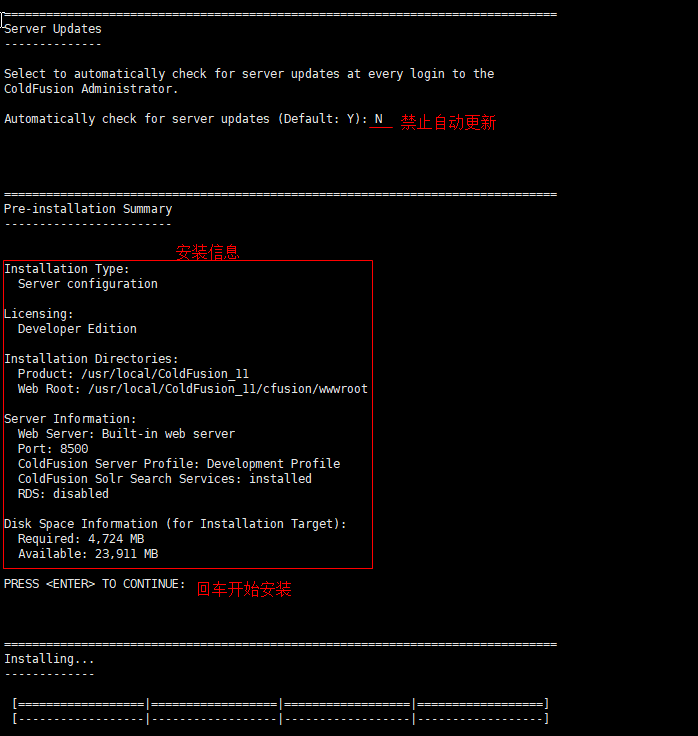 ==============================================================================
Server Updates
--------------
Select to automatically check for server updates at every login to the
ColdFusion Administrator.
Automatically check for server updates (Default: Y): N 禁止自动更新
==============================================================================
Pre-installation Summary
------------------------
安装信息
Installation Type:
Server configuration
Licensing:
Developer Edition
Installation Directories:
Product: /usr/local/ColdFusion_11
Web Root: /usr/local/ColdFusion_11/cfusion/wwwroot
Server Information:
Web Server: Built-in web server
Port: 8500
ColdFusion Server Profile: Development Profile
ColdFusion Solr Search Services: installed
RDS: disabled
Disk Space Information (for Installation Target):
Required: 4,724 MB
Available: 23,911 MB
PRESS <ENTER> TO CONTINUE: 回车开始安装
==============================================================================
Installing...
-------------
[==================|==================|==================|==================]
[------------------|------------------|------------------|------------------]